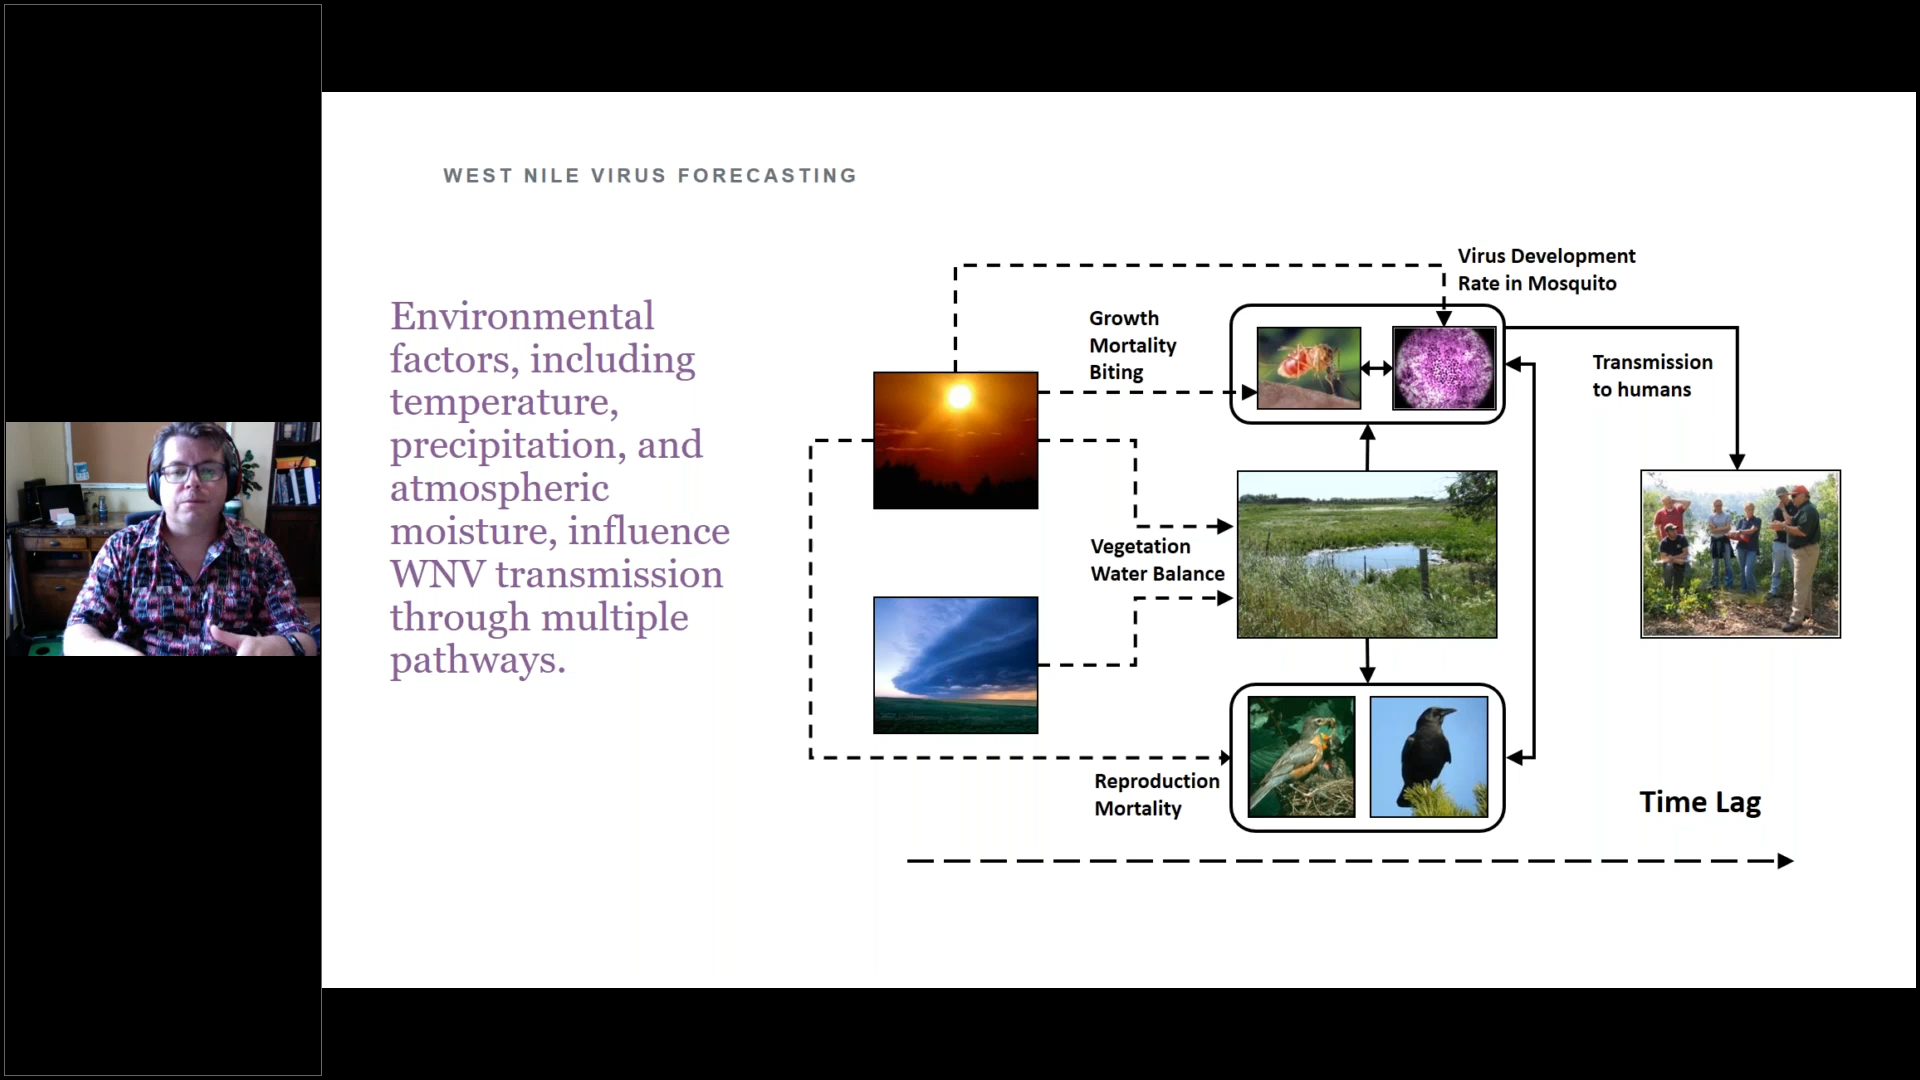 WEST NILE VIRUS FORECASTING
Environmental
factors, including
temperature,
precipitation, and
atmospheric
moisture, influence
WNV transmission
through multiple
pathways.
Virus Development
Rate in Mosquito
Growth
Mortality
Biting
Transmission
to humans
Vegetation
Water Balance
Reproduction
Mortality
Time Lag